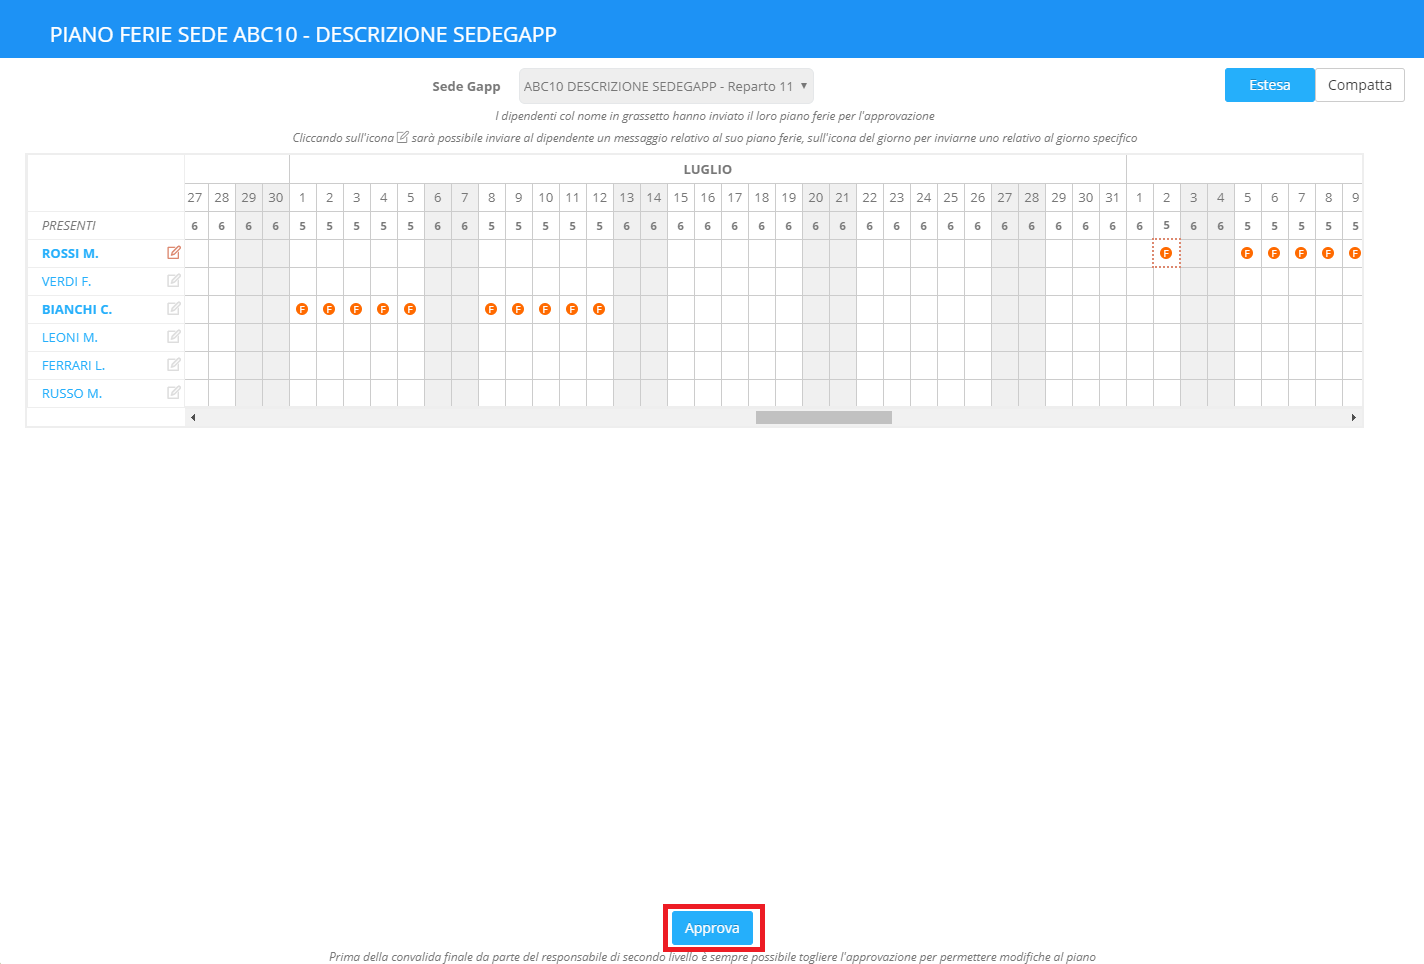 PIANO FERIE SEDE ABC10 - DESCRIZIONE SEDEGAPP
Sede Gapp ABC10 DESCRIZIONE SEDEGAPP - Reparto 11 Estesa Compatta
I dipendenti col nome in grassetto hanno inviato il loro piano ferie per l'approvazione
Cliccando sull'icona sarà possibile inviare al dipendente un messaggio relativo al suo piano ferie, sull'icona del giorno per inviarne uno relativo al giorno specifico
LUGLIO
27 28 29 30 1 2 3 4 5 6 7 8 9 10 11 12 13 14 15 16 17 18 19 20 21 22 23 24 25 26 27 28 29 30 31 1 2 3 4 5 6 7 8 9
PRESENTI 6 6 6 6 5 5 5 5 5 6 6 5 5 5 5 5 6 6 6 6 6 6 6 6 6 6 6 6 6 6 6 6 6 6 6 6 5 6 6 5 5 5 5 5
ROSSI M. F F F F F F
VERDI F.
BIANCHI C. F F F F F F F F F F
LEONI M.
FERRARI L.
RUSSO M.
Approva
Prima della convalida finale da parte del responsabile di secondo livello è sempre possibile togliere l'approvazione per permettere modifiche al piano